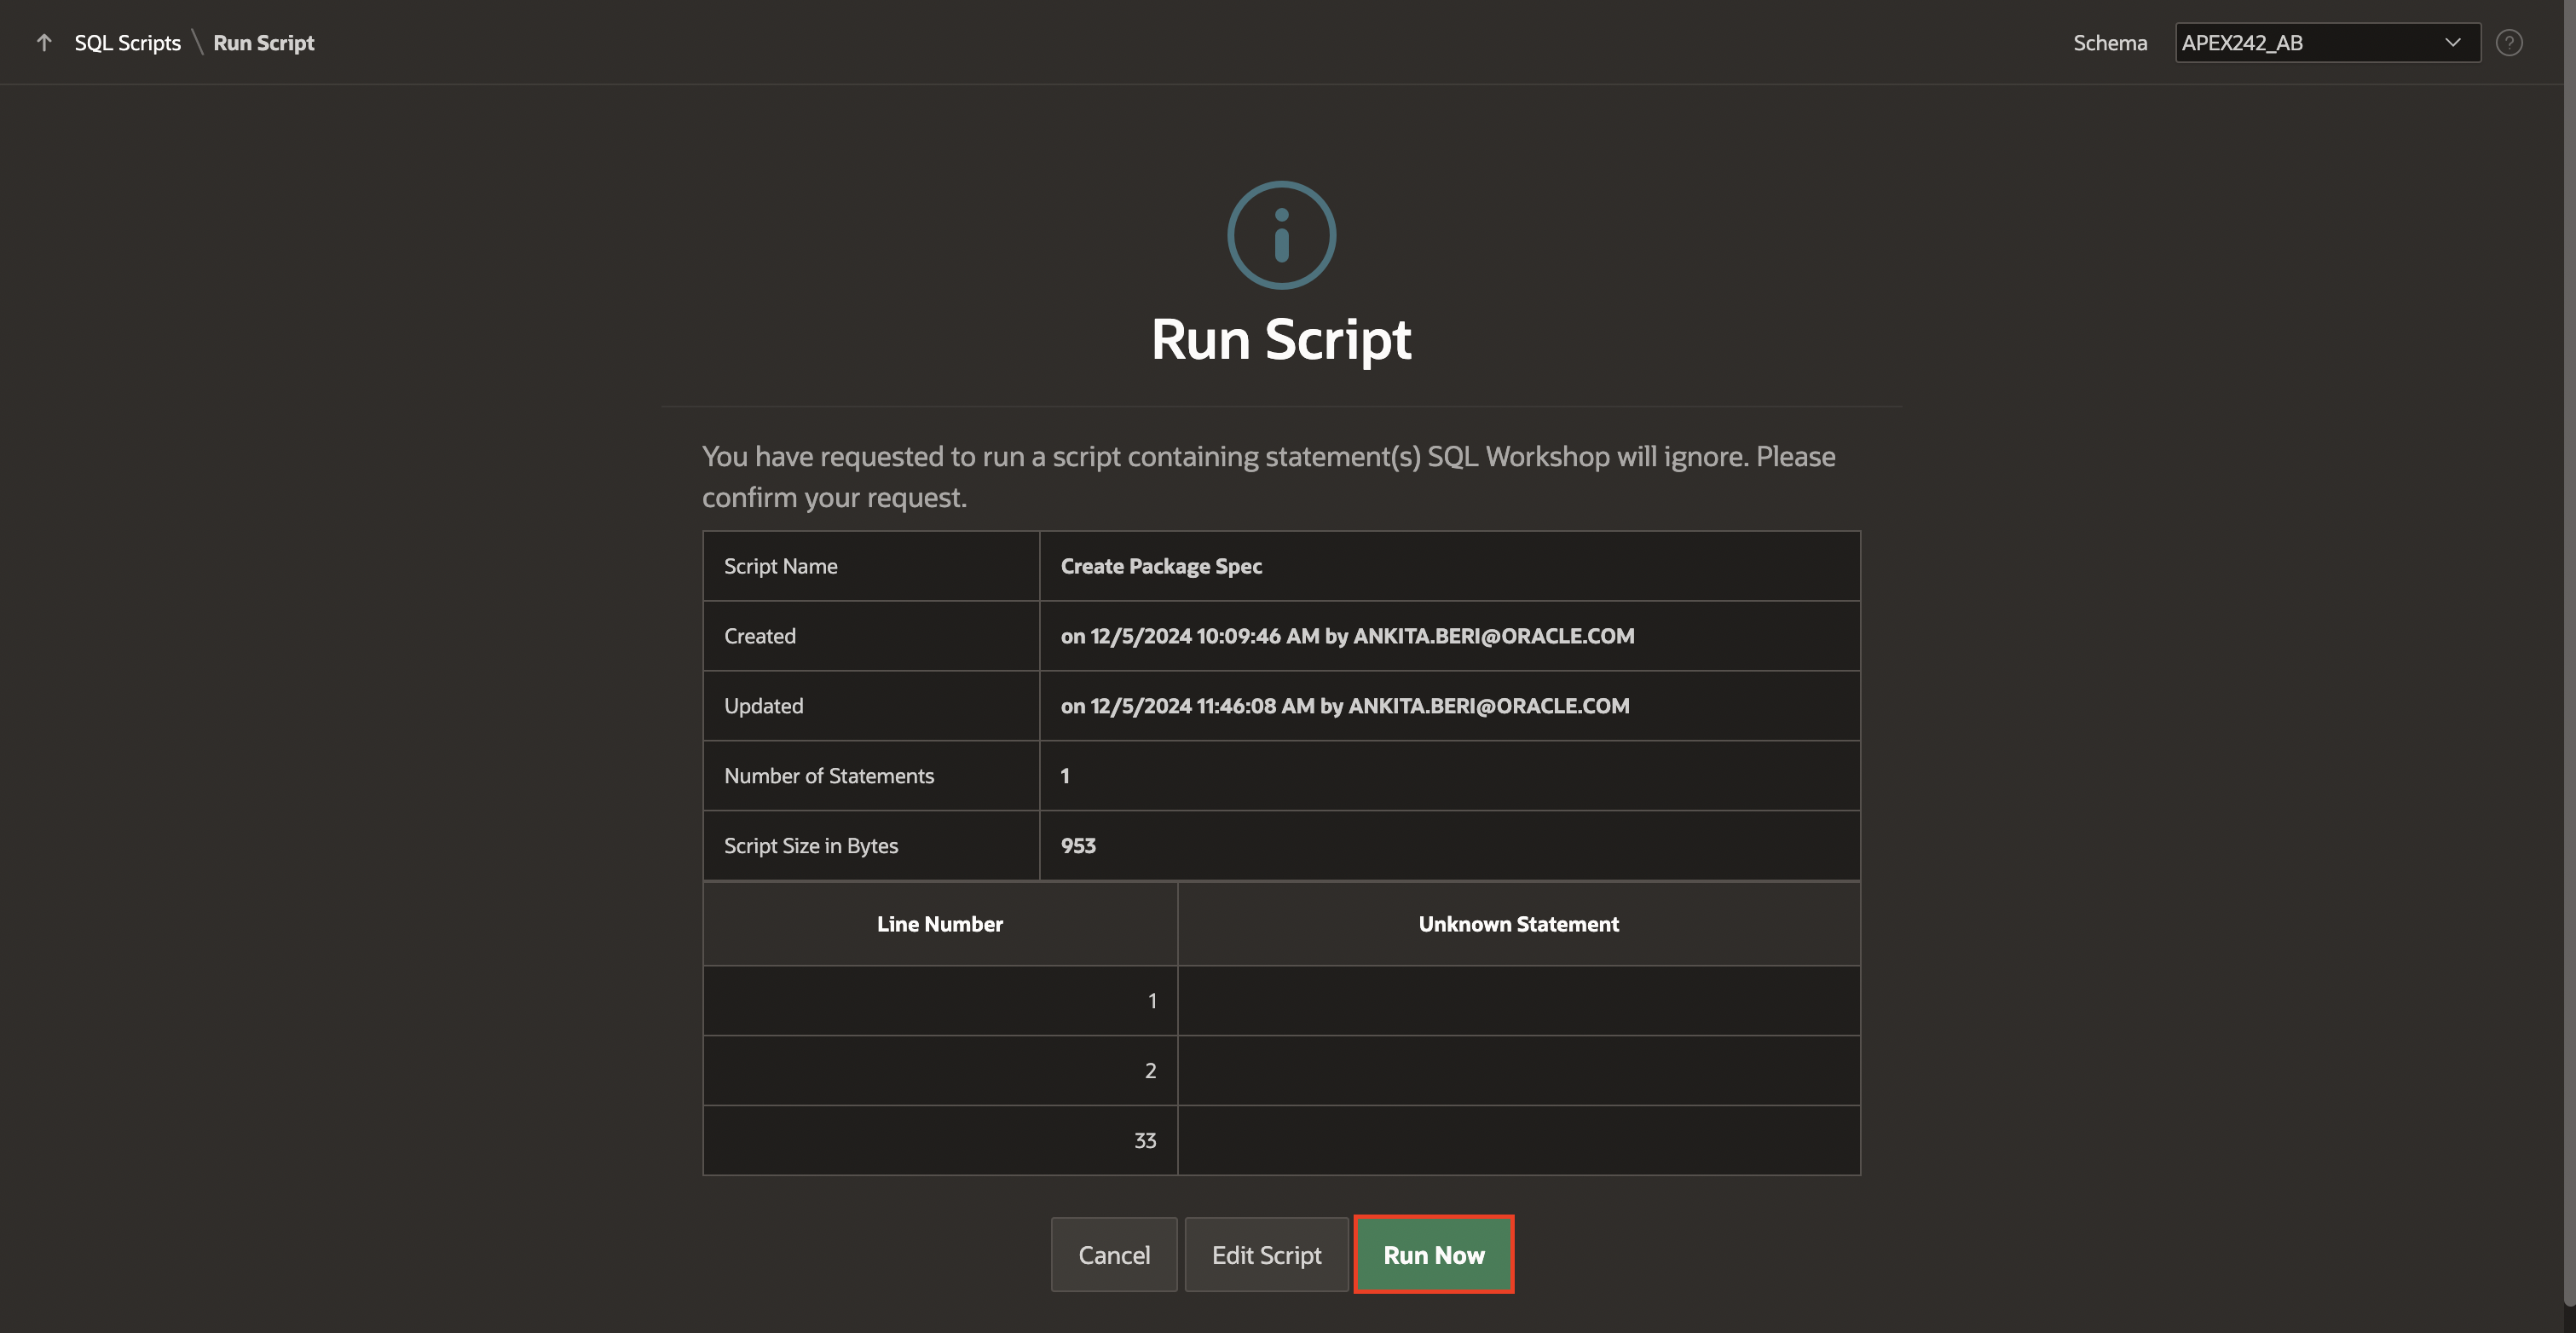 SQL Scripts \ Run Script
Schema
APEX242_AB
Run Script
You have requested to run a script containing statement(s) SQL Workshop will ignore. Please
confirm your request.
Script Name Create Package Spec
Created on 12/5/2024 10:09:46 AM by ANKITA.BERI@ORACLE.COM
Updated on 12/5/2024 11:46:08 AM by ANKITA.BERI@ORACLE.COM
Number of Statements 1
Script Size in Bytes 953
Line Number Unknown Statement
1
2
33
Cancel Edit Script Run Now